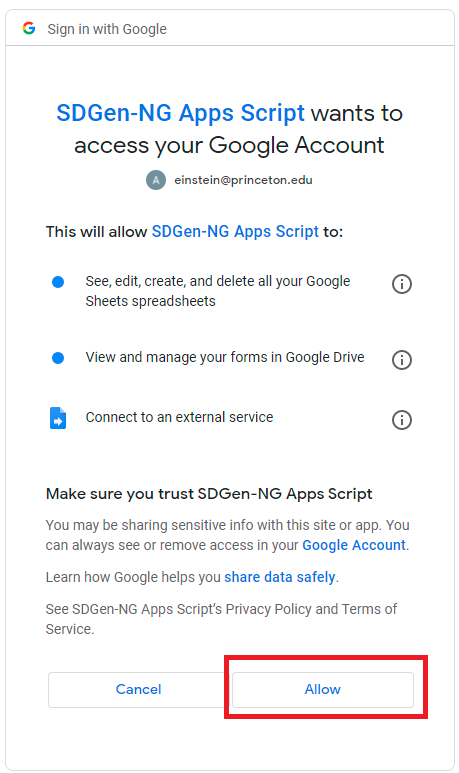 Sign in with Google
SDGen-NG Apps Script wants to
access your Google Account
A einstein@princeton.edu
This will allow SDGen-NG Apps Script to:
See, edit, create, and delete all your Google
Sheets spreadsheets
View and manage your forms in Google Drive
Connect to an external service
Make sure you trust SDGen-NG Apps Script
You may be sharing sensitive info with this site or app. You
can always see or remove access in your Google Account.
Learn how Google helps you share data safely.
See SDGen-NG Apps Script's Privacy Policy and Terms of
Service.
Cancel Allow